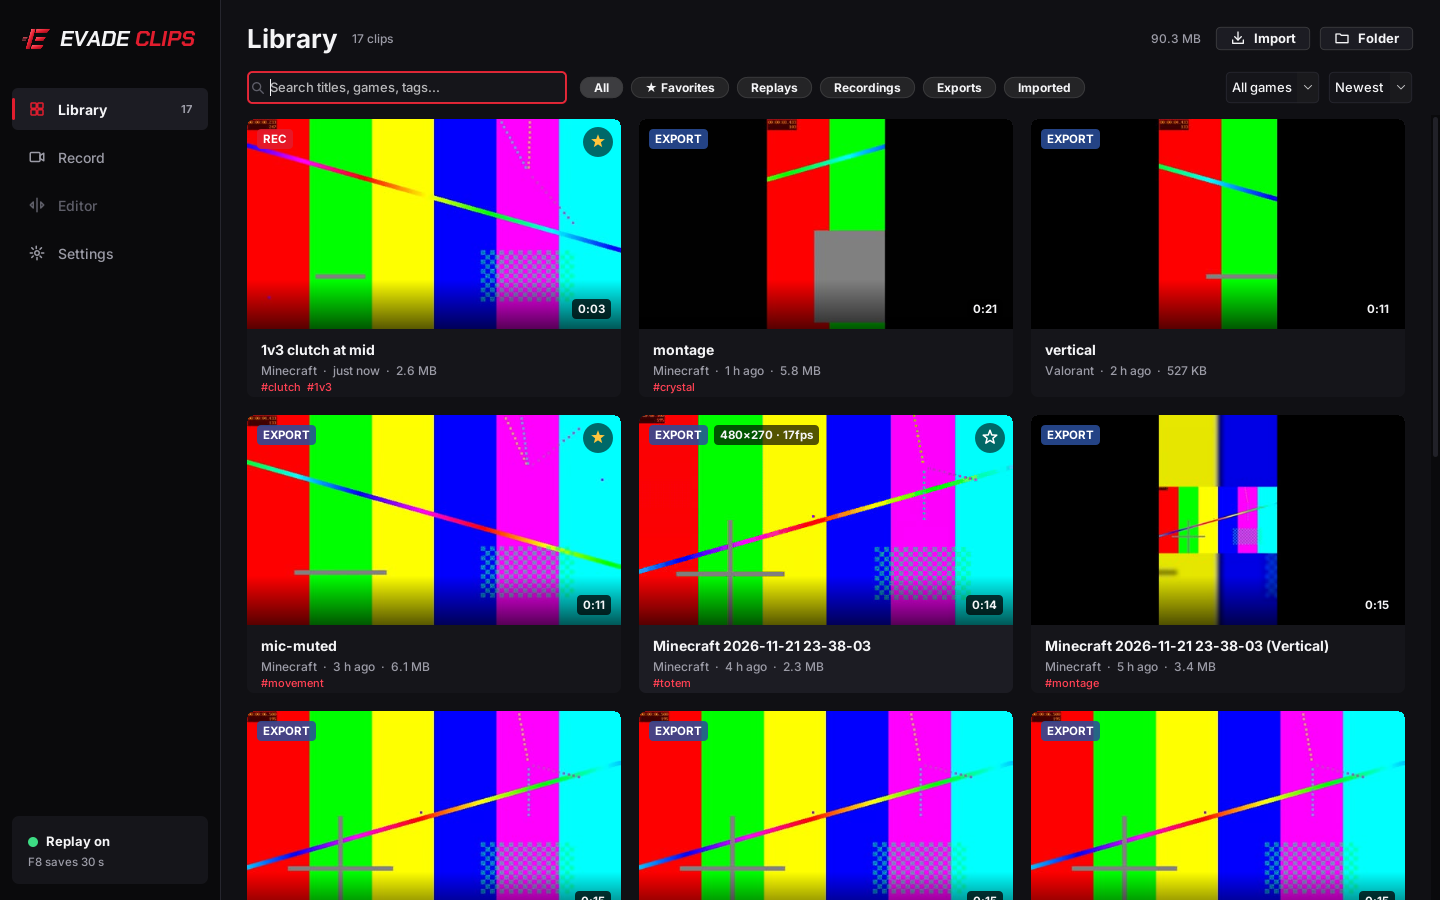 EVADE CLIPS
Library 17
Record
Editor
Settings
Replay on
F8 saves 30 s
Library 17 clips
90.3 MB Import Folder
Search titles, games, tags...
All ★ Favorites Replays Recordings Exports Imported
All games Newest
REC
0:03
1v3 clutch at mid
Minecraft · just now · 2.6 MB
#clutch #1v3
EXPORT
0:21
montage
Minecraft · 1 h ago · 5.8 MB
#crystal
EXPORT
0:11
vertical
Valorant · 2 h ago · 527 KB
EXPORT
0:11
mic-muted
Minecraft · 3 h ago · 6.1 MB
#movement
EXPORT 480×270 · 17fps
0:14
Minecraft 2026-11-21 23-38-03
Minecraft · 4 h ago · 2.3 MB
#totem
EXPORT
0:15
Minecraft 2026-11-21 23-38-03 (Vertical)
Minecraft · 5 h ago · 3.4 MB
#montage
EXPORT
0:15
EXPORT
0:15
EXPORT
0:15